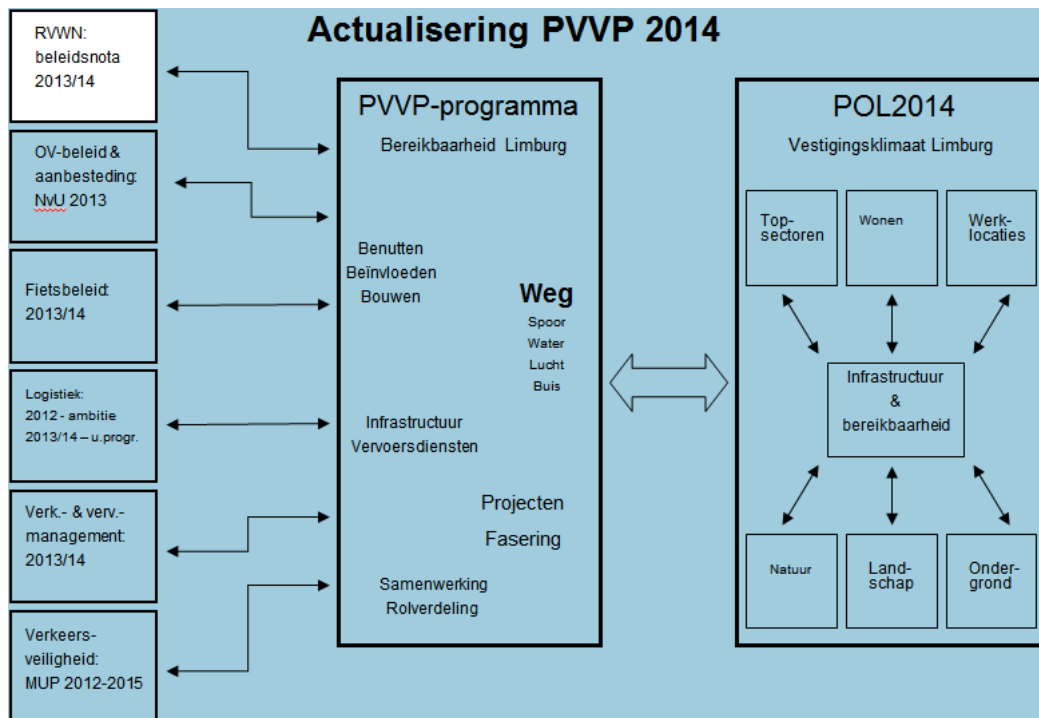 Actualisering PVVP 2014
RVWN:
beleidsnota
2013/14
OV-beleid &
aanbesteding:
NvU 2013
Fietsbeleid:
2013/14
Logistiek:
2012 - ambitie
2013/14 – u.progr.
Verk.- & verv.-
management:
2013/14
Verkeers-
veiligheid:
MUP 2012-2015
PVVP-programma
Bereikbaarheid Limburg
Benutten
Beïnvloeden
Bouwen
Weg
Spoor
Water
Lucht
Buis
Infrastructuur
Vervoersdiensten
Projecten
Fasering
Samenwerking
Rolverdeling
POL2014
Vestigingsklimaat Limburg
Top-
sectoren
Wonen
Werk-
locaties
Infrastructuur
&
bereikbaarheid
Natuur
Land-
schap
Onder-
grond